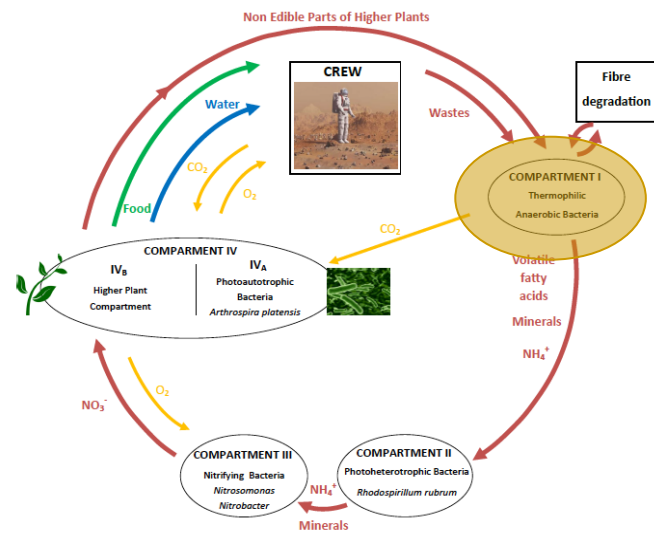 Non Edible Parts of Higher Plants
CREW
Fibre
degradation
Water
Wastes
CO2
O2
Food
COMPARTMENT I
Thermophilic
Anaerobic Bacteria
CO2
COMPARMENT IV
IVB
Higher Plant
Compartment
IVA
Photoautotrophic
Bacteria
Arthrospira platensis
Volatile
fatty
acids
Minerals
NH4+
O2
NO3-
COMPARTMENT III
Nitrifying Bacteria
Nitrosomonas
Nitrobacter
NH4+
Minerals
COMPARTMENT II
Photoheterotrophic Bacteria
Rhodospirillum rubrum